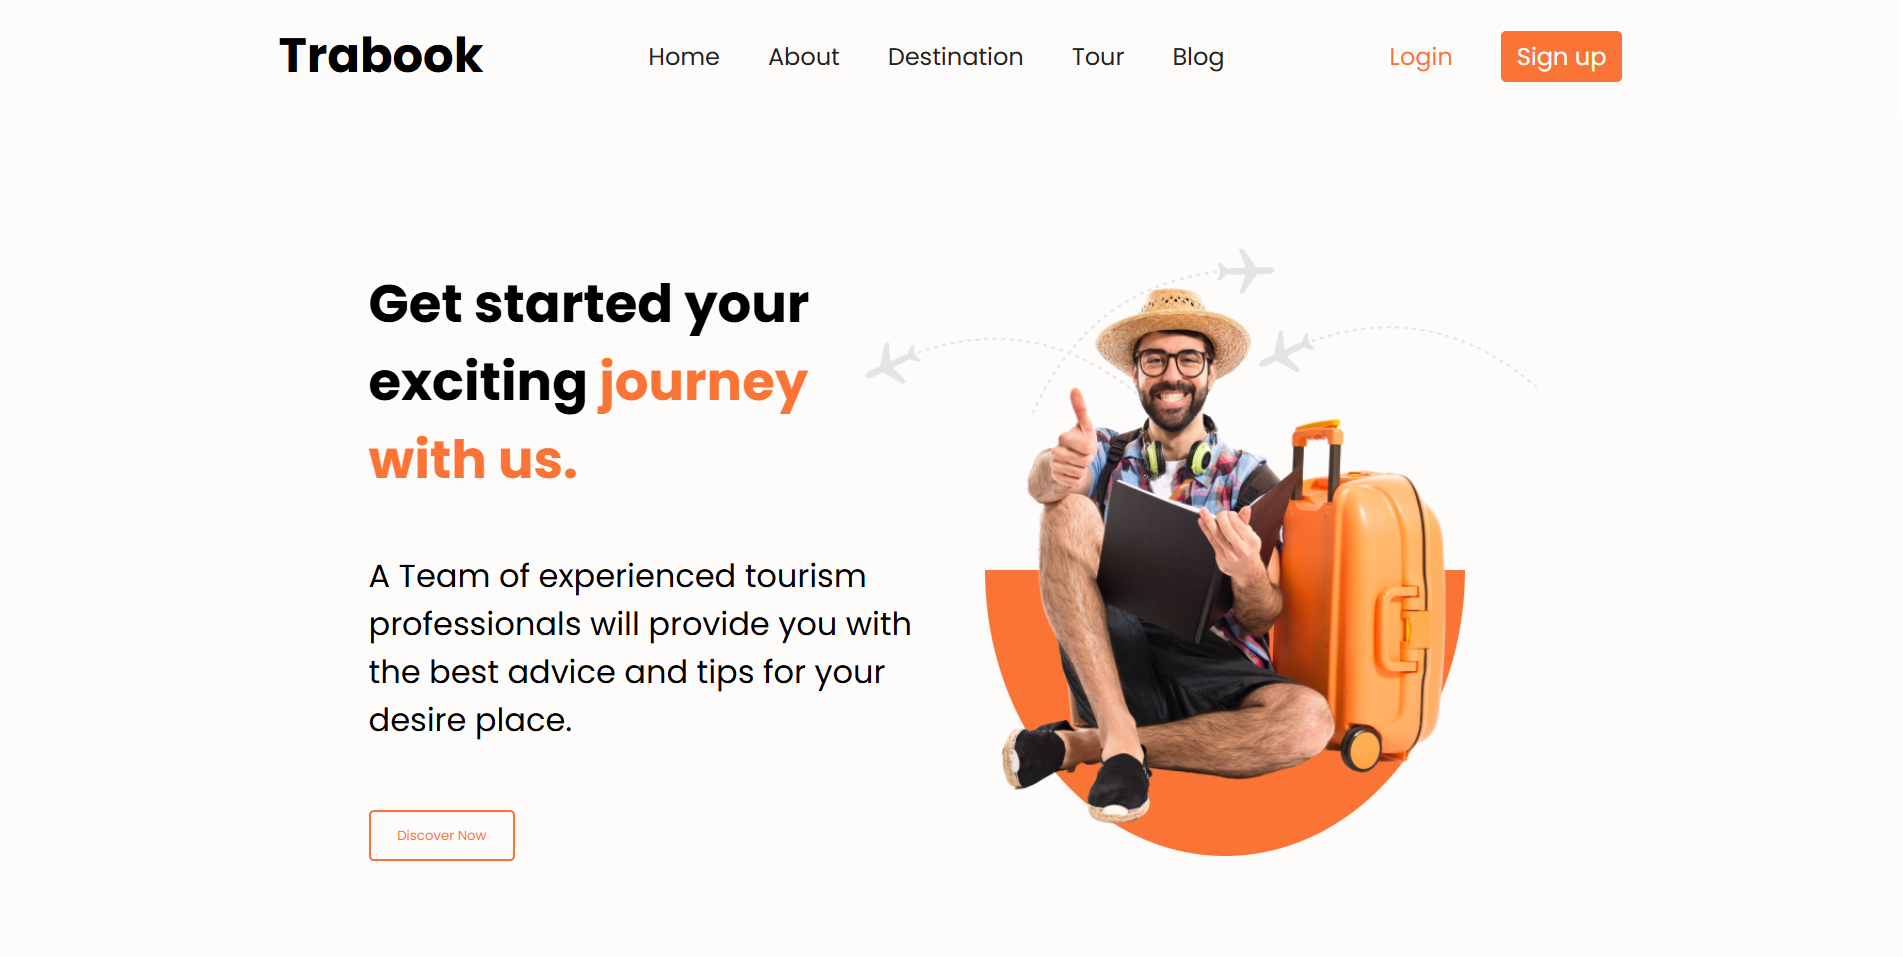 Trabook
Home About Destination Tour Blog
Login Sign up
Get started your
exciting journey
with us.
A Team of experienced tourism
professionals will provide you with
the best advice and tips for your
desire place.
Discover Now